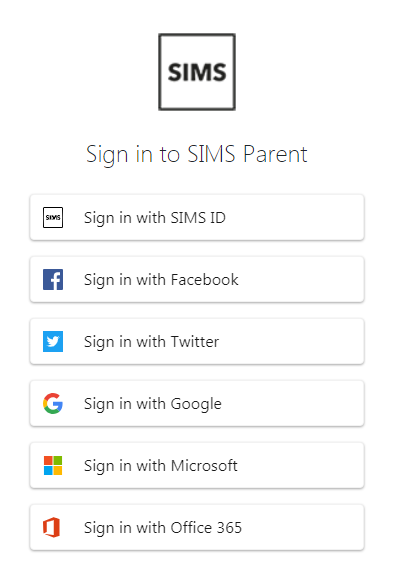 SIMS
Sign in to SIMS Parent
SIMS Sign in with SIMS ID
Sign in with Facebook
Sign in with Twitter
Sign in with Google
Sign in with Microsoft
Sign in with Office 365